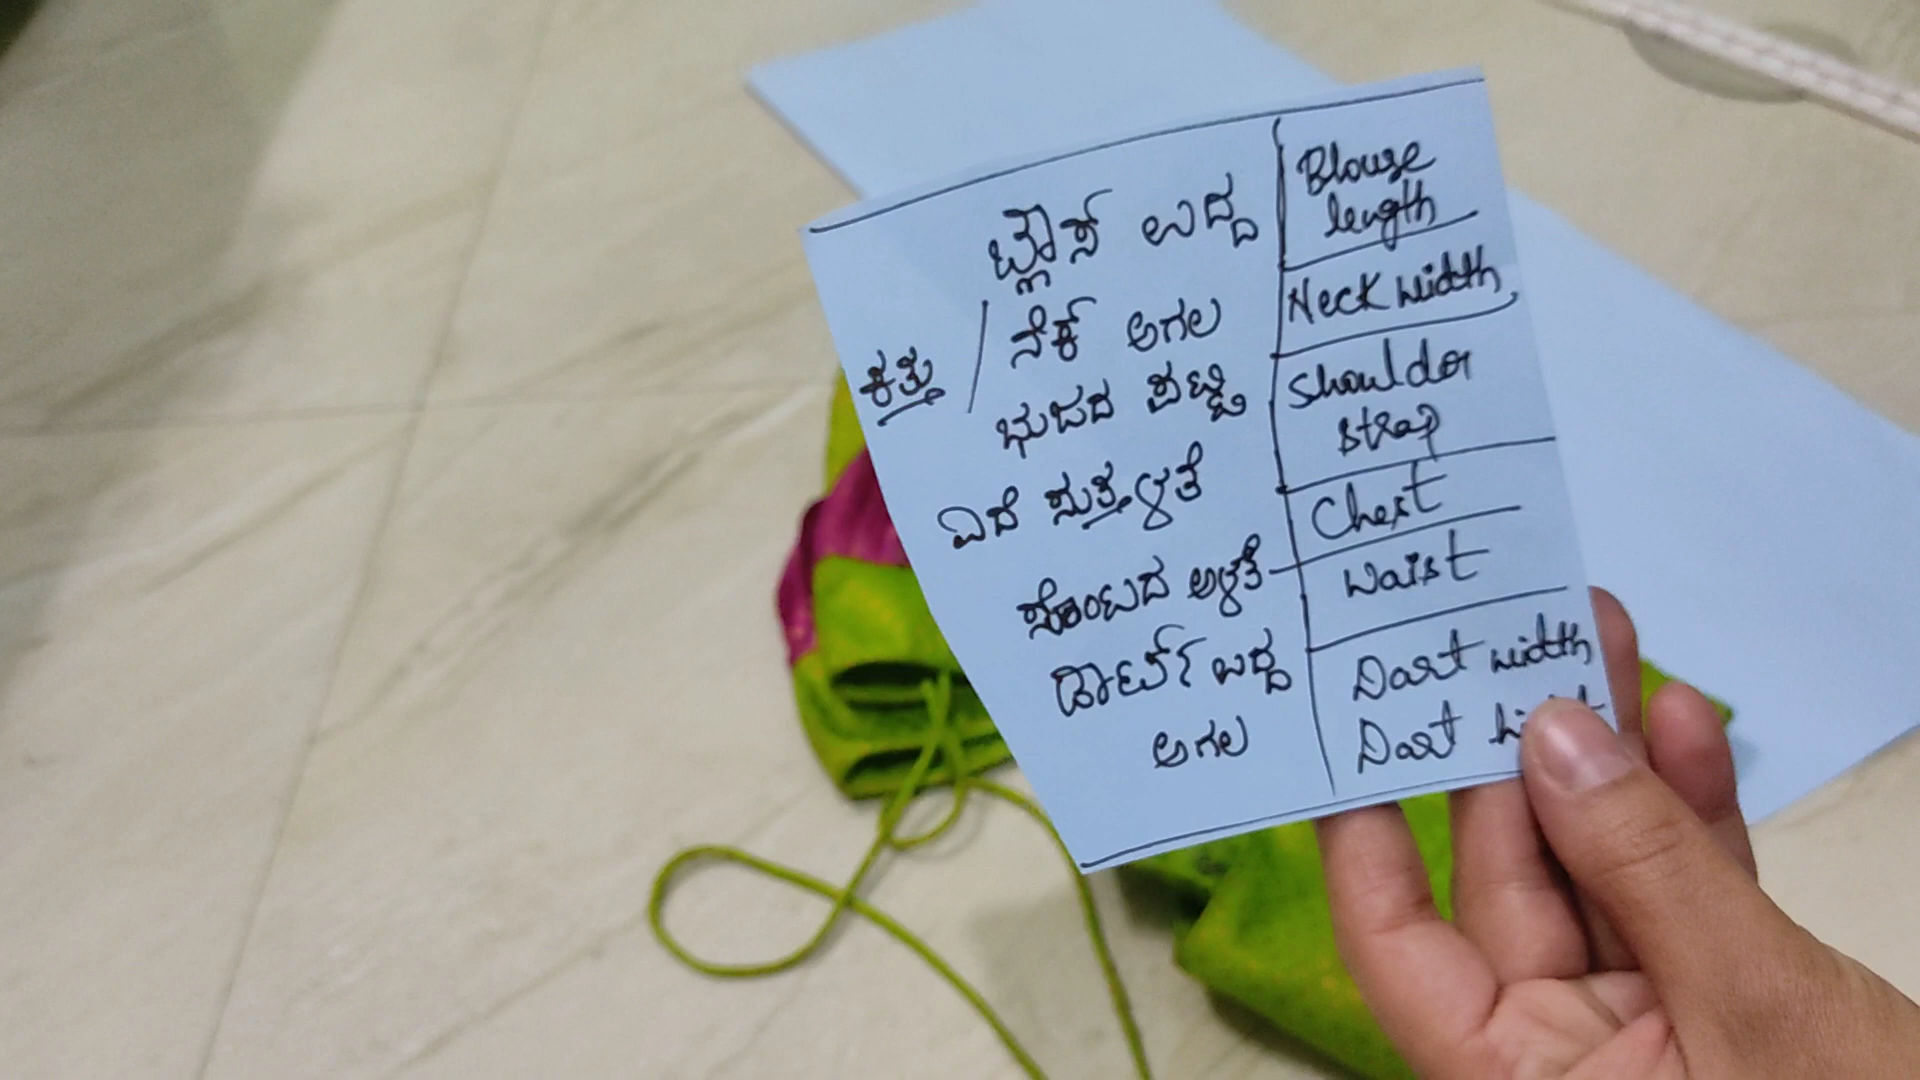 ಬ್ಲೌಸ್ ಉದ್ದ
Blouse
length
ಕತ್ತು / ನೆಕ್ ಅಗಲ
Neck width
ಭುಜದ ಪಟ್ಟಿ
Shoulder
strap
ಎದೆ ಸುತ್ತಳತೆ
Chest
ಸೊಂಟದ ಅಳತೆ
Waist
ಡಾರ್ಟ್ ಉದ್ದ
Dart width
ಅಗಲ
Dart